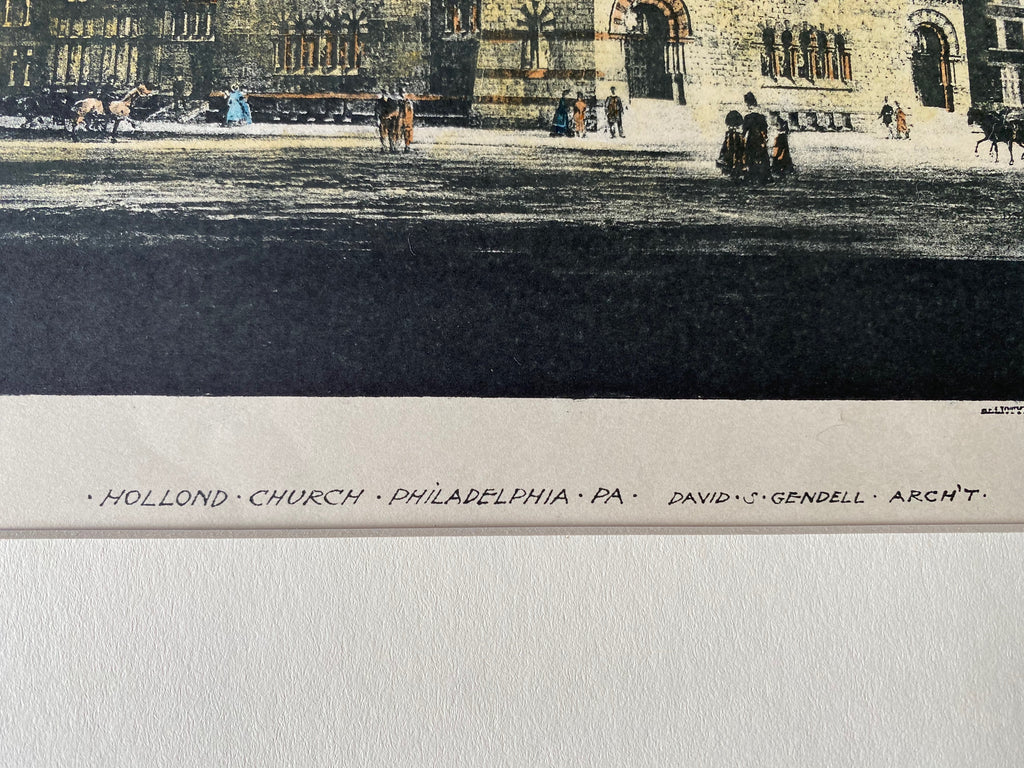 · HOLLOND · CHURCH · PHILADELPHIA · PA · DAVID · S · GENDELL · ARCH'T ·